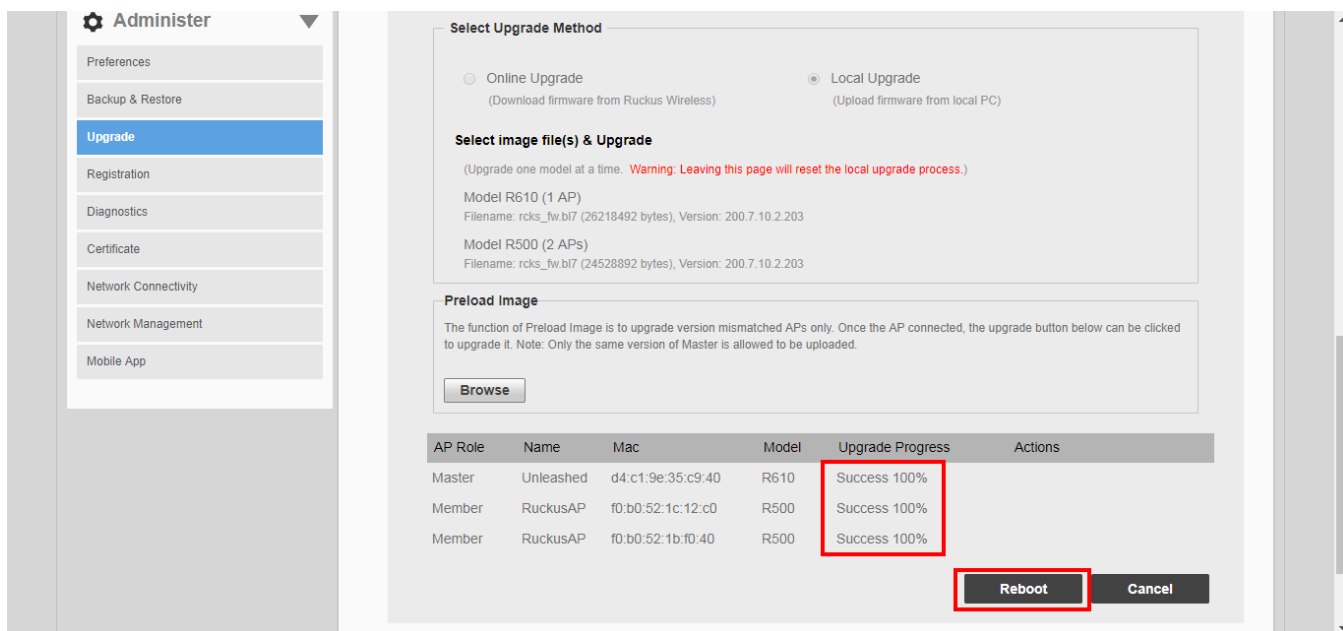 Administer
Preferences
Backup & Restore
Upgrade
Registration
Diagnostics
Certificate
Network Connectivity
Network Management
Mobile App
Select Upgrade Method
Online Upgrade
(Download firmware from Ruckus Wireless)
Local Upgrade
(Upload firmware from local PC)
Select image file(s) & Upgrade
(Upgrade one model at a time. Warning: Leaving this page will reset the local upgrade process.)
Model R610 (1 AP)
Filename: rcks_fw.bl7 (26218492 bytes), Version: 200.7.10.2.203
Model R500 (2 APs)
Filename: rcks_fw.bl7 (24528892 bytes), Version: 200.7.10.2.203
Preload Image
The function of Preload Image is to upgrade version mismatched APs only. Once the AP connected, the upgrade button below can be clicked
to upgrade it. Note: Only the same version of Master is allowed to be uploaded.
Browse
AP Role Name Mac Model Upgrade Progress Actions
Master Unleashed d4:c1:9e:35:c9:40 R610 Success 100%
Member RuckusAP f0:b0:52:1c:12:c0 R500 Success 100%
Member RuckusAP f0:b0:52:1b:f0:40 R500 Success 100%
Reboot Cancel